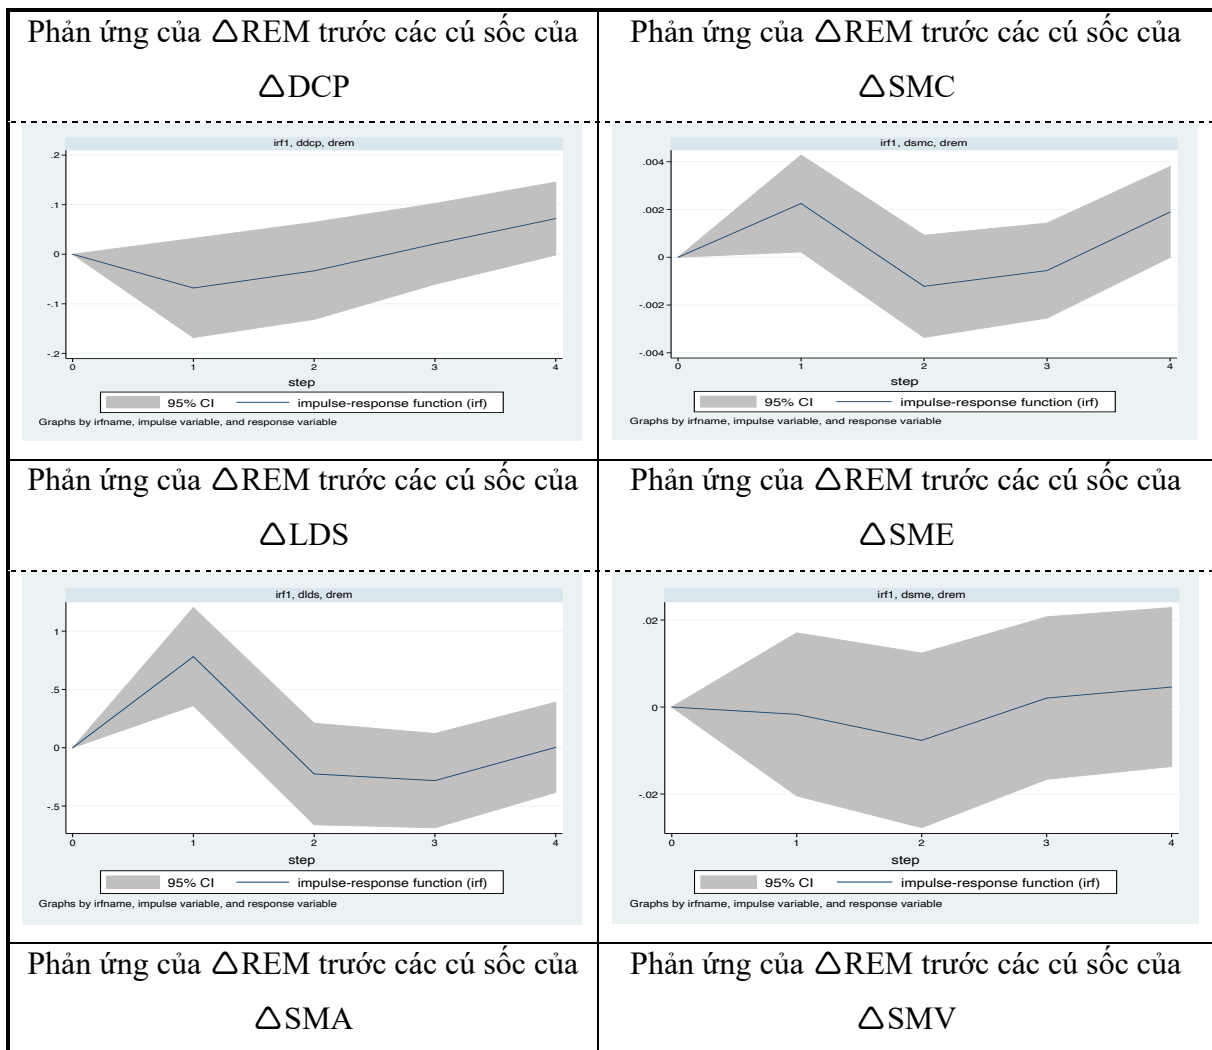 Phản ứng của △REM trước các cú sốc của
△DCP
Phản ứng của △REM trước các cú sốc của
△SMC
irf1, ddcp, drem
.2
.1
0
-.1
-.2
0 1 2 3 4
step
95% CI impulse-response function (irf)
Graphs by irfname, impulse variable, and response variable
irf1, dsmc, drem
.004
.002
0
-.002
-.004
0 1 2 3 4
step
95% CI impulse-response function (irf)
Graphs by irfname, impulse variable, and response variable
Phản ứng của △REM trước các cú sốc của
△LDS
Phản ứng của △REM trước các cú sốc của
△SME
irf1, dlds, drem
1
.5
0
-.5
0 1 2 3 4
step
95% CI impulse-response function (irf)
Graphs by irfname, impulse variable, and response variable
irf1, dsme, drem
.02
0
-.02
0 1 2 3 4
step
95% CI impulse-response function (irf)
Graphs by irfname, impulse variable, and response variable
Phản ứng của △REM trước các cú sốc của
△SMA
Phản ứng của △REM trước các cú sốc của
△SMV